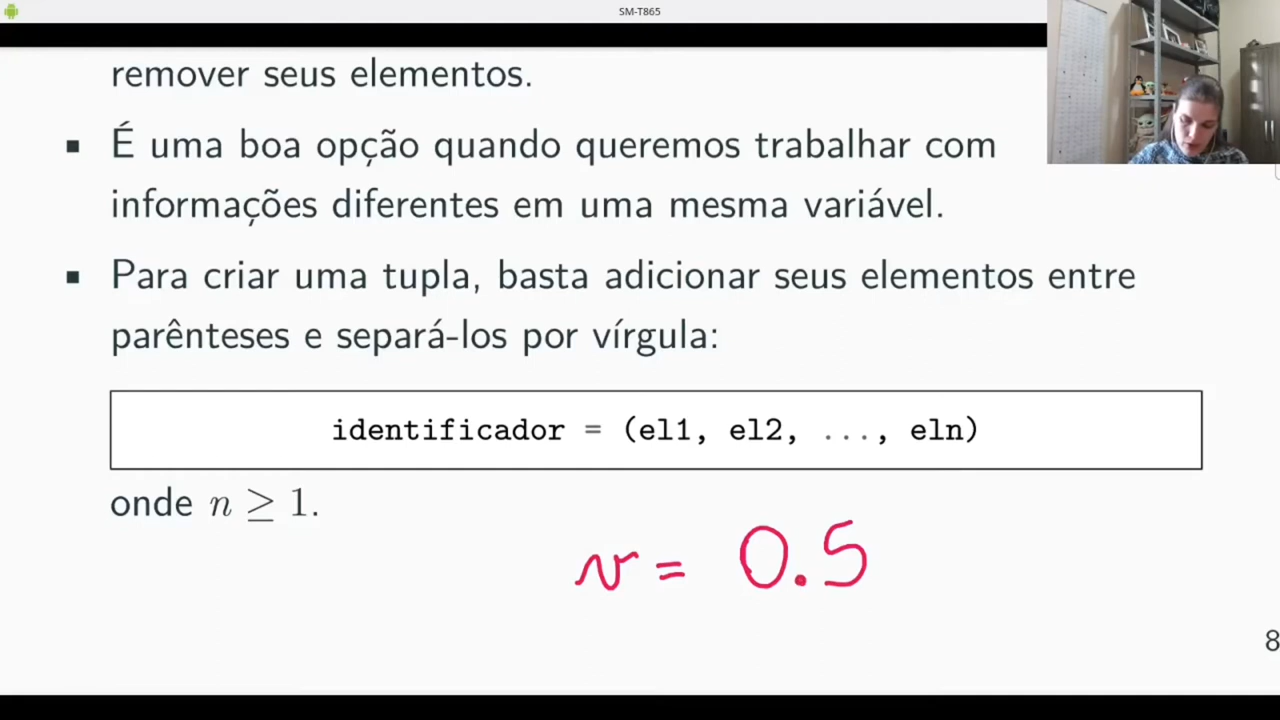 SM-T865
remover seus elementos.
▪ É uma boa opção quando queremos trabalhar com
informações diferentes em uma mesma variável.
▪ Para criar uma tupla, basta adicionar seus elementos entre
parênteses e separá-los por vírgula:
identificador = (el1, el2, ..., eln)
onde n ≥ 1.
v = 0.5
8